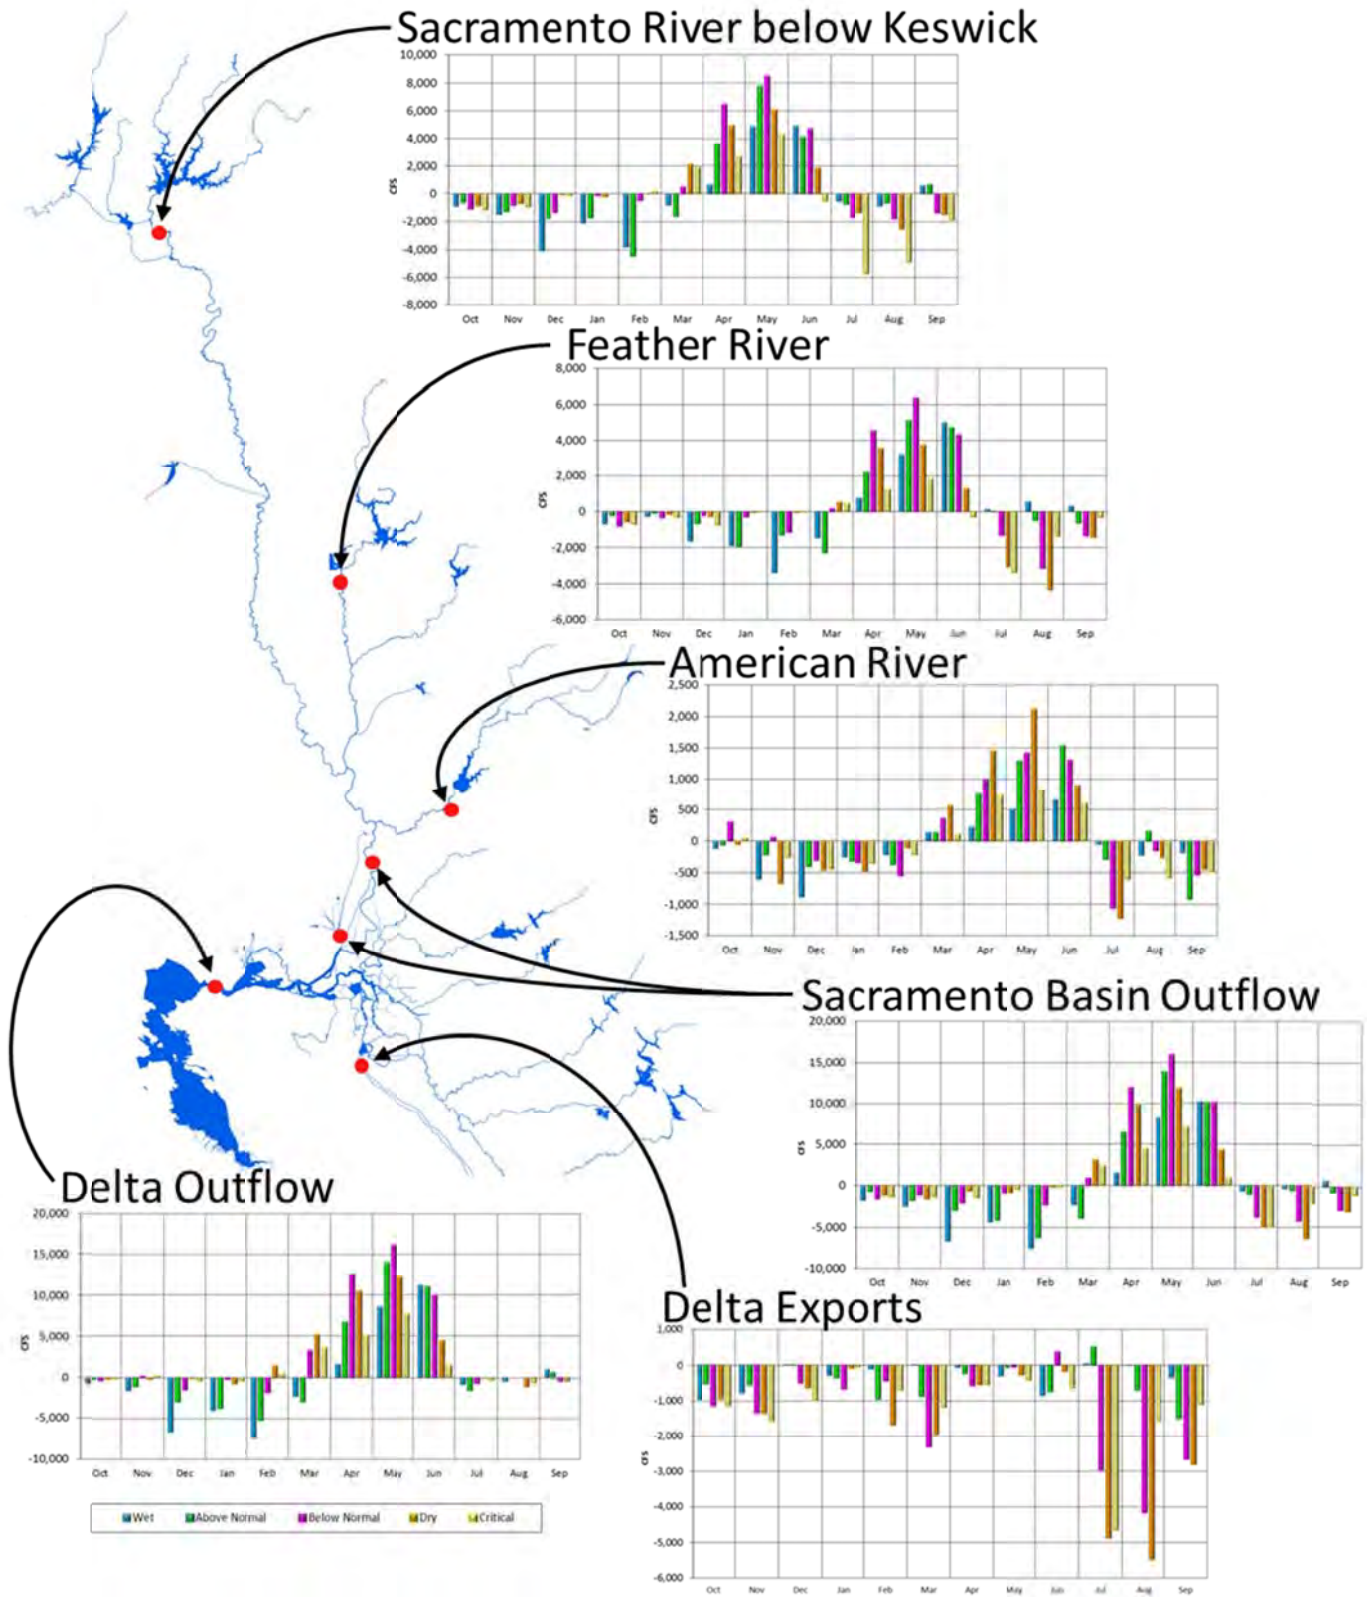 Sacramento River below Keswick
10,000
8,000
6,000
4,000
2,000
0
-2,000
-4,000
-6,000
-8,000
CFS
Oct Nov Dec Jan Feb Mar Apr May Jun Jul Aug Sep
Feather River
8,000
6,000
4,000
2,000
0
-2,000
-4,000
-6,000
CFS
Oct Nov Dec Jan Feb Mar Apr May Jun Jul Aug Sep
American River
2,500
2,000
1,500
1,000
500
0
-500
-1,000
-1,500
CFS
Oct Nov Dec Jan Feb Mar Apr May Jun Jul Aug Sep
Sacramento Basin Outflow
20,000
15,000
10,000
5,000
0
-5,000
-10,000
CFS
Oct Nov Dec Jan Feb Mar Apr May Jun Jul Aug Sep
Delta Outflow
20,000
15,000
10,000
5,000
0
-5,000
-10,000
CFS
Oct Nov Dec Jan Feb Mar Apr May Jun Jul Aug Sep
Wet Above Normal Below Normal Dry Critical
Delta Exports
1,000
0
-1,000
-2,000
-3,000
-4,000
-5,000
-6,000
CFS
Oct Nov Dec Jan Feb Mar Apr May Jun Jul Aug Sep